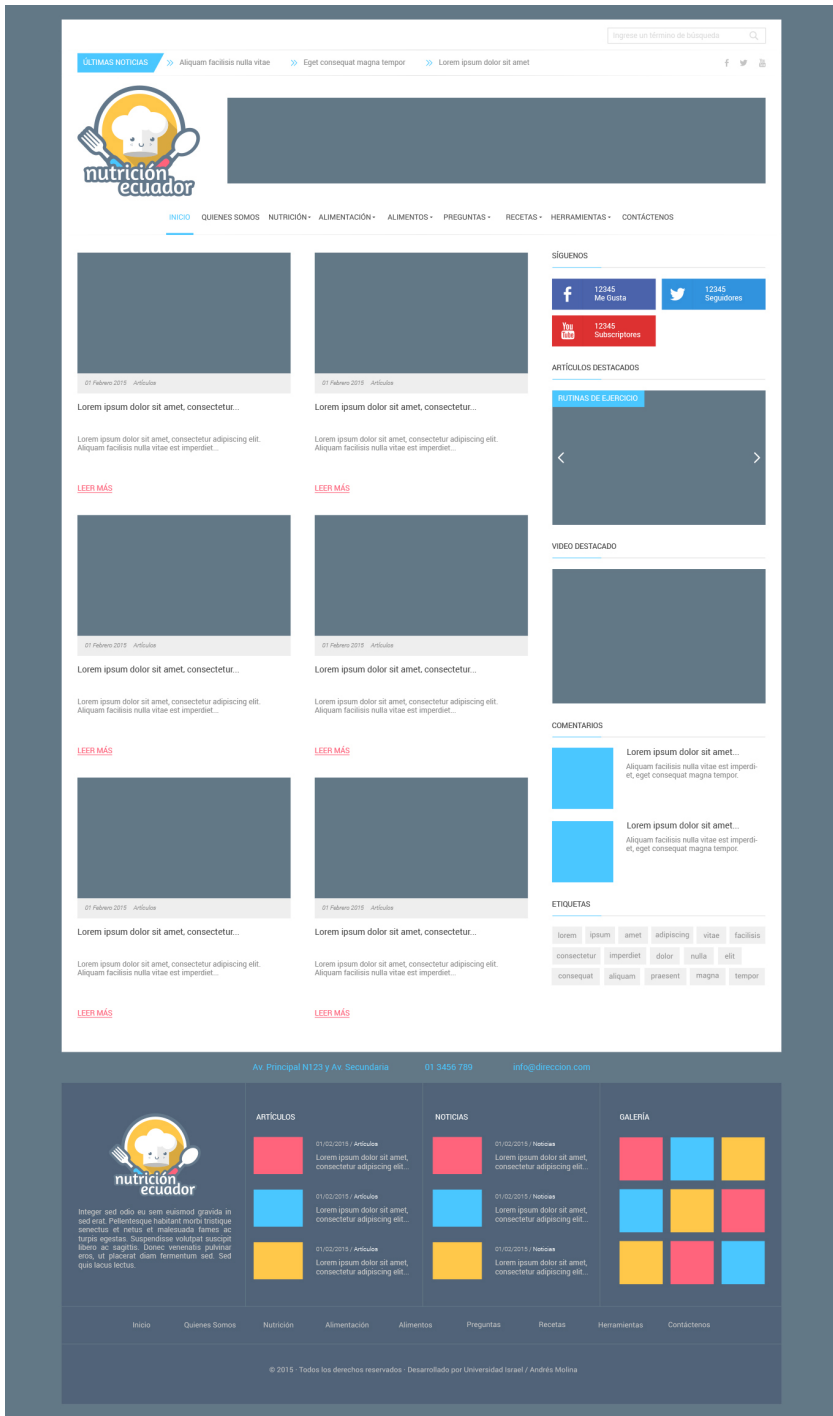 Ingrese un término de búsqueda
ÚLTIMAS NOTICIAS
Aliquam facilisis nulla vitae
Eget consequat magna tempor
Lorem ipsum dolor sit amet
nutrición
ecuador
INICIO
QUIENES SOMOS
NUTRICIÓN
ALIMENTACIÓN
ALIMENTOS
PREGUNTAS
RECETAS
HERRAMIENTAS
CONTÁCTENOS
01 Febrero 2015 Artículos
Lorem ipsum dolor sit amet, consectetur...
Lorem ipsum dolor sit amet, consectetur adipiscing elit.
Aliquam facilisis nulla vitae est imperdiet...
LEER MÁS
01 Febrero 2015 Artículos
Lorem ipsum dolor sit amet, consectetur...
Lorem ipsum dolor sit amet, consectetur adipiscing elit.
Aliquam facilisis nulla vitae est imperdiet...
LEER MÁS
01 Febrero 2015 Artículos
Lorem ipsum dolor sit amet, consectetur...
Lorem ipsum dolor sit amet, consectetur adipiscing elit.
Aliquam facilisis nulla vitae est imperdiet...
LEER MÁS
01 Febrero 2015 Artículos
Lorem ipsum dolor sit amet, consectetur...
Lorem ipsum dolor sit amet, consectetur adipiscing elit.
Aliquam facilisis nulla vitae est imperdiet...
LEER MÁS
01 Febrero 2015 Artículos
Lorem ipsum dolor sit amet, consectetur...
Lorem ipsum dolor sit amet, consectetur adipiscing elit.
Aliquam facilisis nulla vitae est imperdiet...
LEER MÁS
01 Febrero 2015 Artículos
Lorem ipsum dolor sit amet, consectetur...
Lorem ipsum dolor sit amet, consectetur adipiscing elit.
Aliquam facilisis nulla vitae est imperdiet...
LEER MÁS
SÍGUENOS
12345
Me Gusta
12345
Seguidores
You
Tube
12345
Subscriptores
ARTÍCULOS DESTACADOS
RUTINAS DE EJERCICIO
VIDEO DESTACADO
COMENTARIOS
Lorem ipsum dolor sit amet...
Aliquam facilisis nulla vitae est imperdi-
et, eget consequat magna tempor.
Lorem ipsum dolor sit amet...
Aliquam facilisis nulla vitae est imperdi-
et, eget consequat magna tempor.
ETIQUETAS
lorem ipsum amet adipiscing vitae facilisis
consectetur imperdiet dolor nulla elit
consequat aliquam praesent magna tempor
Av. Principal N123 y Av. Secundaria
01 3456 789
info@direccion.com
nutrición
ecuador
Integer sed odio eu sem euismod gravida in
sed erat. Pellentesque habitant morbi tristique
senectus et netus et malesuada fames ac
turpis egestas. Suspendisse volutpat suscipit
libero ac sagittis. Donec venenatis pulvinar
eros, ut placerat diam fermentum sed. Sed
quis lacus lectus.
ARTÍCULOS
01/02/2015 / Artículos
Lorem ipsum dolor sit amet,
consectetur adipiscing elit...
01/02/2015 / Artículos
Lorem ipsum dolor sit amet,
consectetur adipiscing elit...
01/02/2015 / Artículos
Lorem ipsum dolor sit amet,
consectetur adipiscing elit...
NOTICIAS
01/02/2015 / Noticias
Lorem ipsum dolor sit amet,
consectetur adipiscing elit...
01/02/2015 / Noticias
Lorem ipsum dolor sit amet,
consectetur adipiscing elit...
01/02/2015 / Noticias
Lorem ipsum dolor sit amet,
consectetur adipiscing elit...
GALERÍA
Inicio
Quienes Somos
Nutrición
Alimentación
Alimentos
Preguntas
Recetas
Herramientas
Contáctenos
© 2015 · Todos los derechos reservados · Desarrollado por Universidad Israel / Andrés Molina